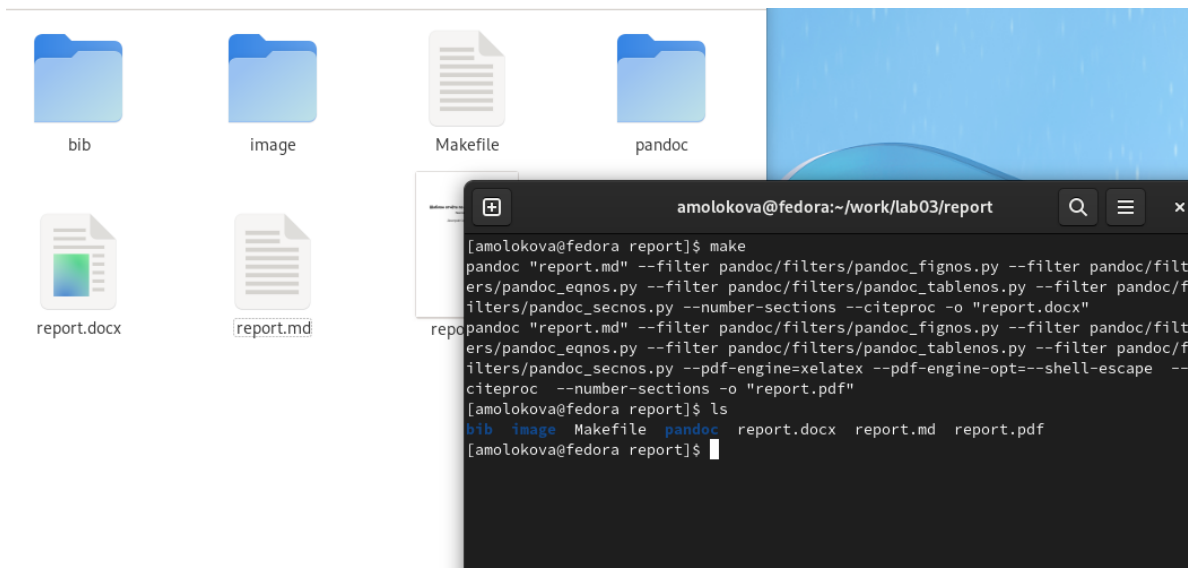 bib
image
Makefile
pandoc
report.docx
report.md
repo
amolokova@fedora:~/work/lab03/report
[amolokova@fedora report]$ make
pandoc "report.md" --filter pandoc/filters/pandoc_fignos.py --filter pandoc/filt
ers/pandoc_eqnos.py --filter pandoc/filters/pandoc_tablenos.py --filter pandoc/f
ilters/pandoc_secnos.py --number-sections --citeproc -o "report.docx"
pandoc "report.md" --filter pandoc/filters/pandoc_fignos.py --filter pandoc/filt
ers/pandoc_eqnos.py --filter pandoc/filters/pandoc_tablenos.py --filter pandoc/f
ilters/pandoc_secnos.py --pdf-engine=xelatex --pdf-engine-opt=--shell-escape  --
citeproc  --number-sections -o "report.pdf"
[amolokova@fedora report]$ ls
bib  image  Makefile  pandoc  report.docx  report.md  report.pdf
[amolokova@fedora report]$